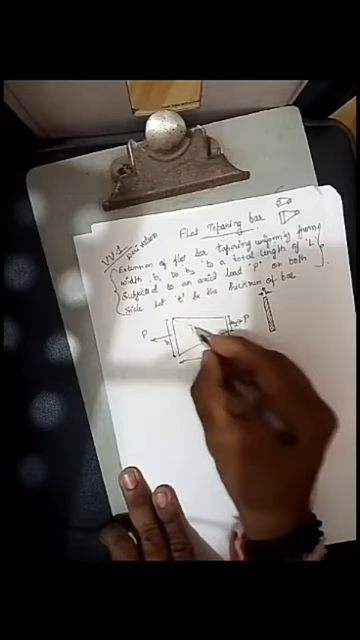 Flat Tapering bar
VV-I
Extension of flat bar tapering uniformly from
width b₁ to b₂ to a total length of 'L'
Subjected to an axial load 'P' on both
side let 't' be the thickness of bar
P
P